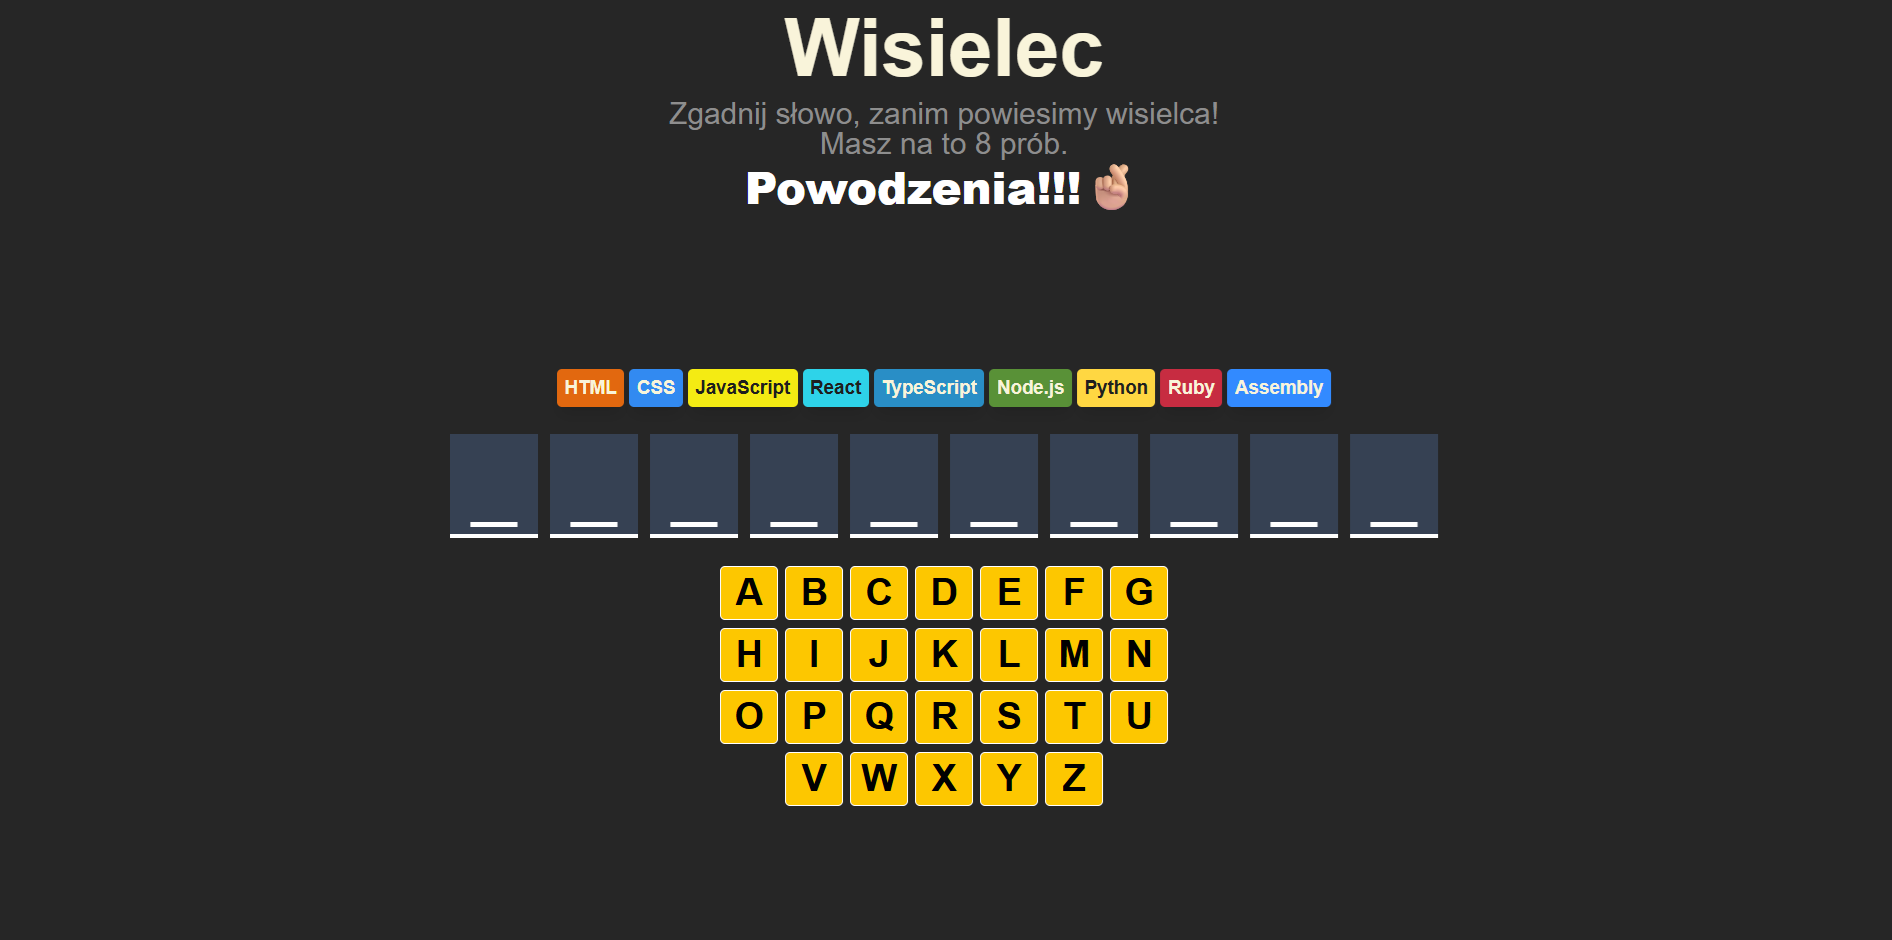 Wisielec
Zgadnij słowo, zanim powiesimy wisielca!
Masz na to 8 prób.
Powodzenia!!!🤞🏼
HTML CSS JavaScript React TypeScript Node.js Python Ruby Assembly
_ _ _ _ _ _ _ _ _ _
A B C D E F G
H I J K L M N
O P Q R S T U
V W X Y Z